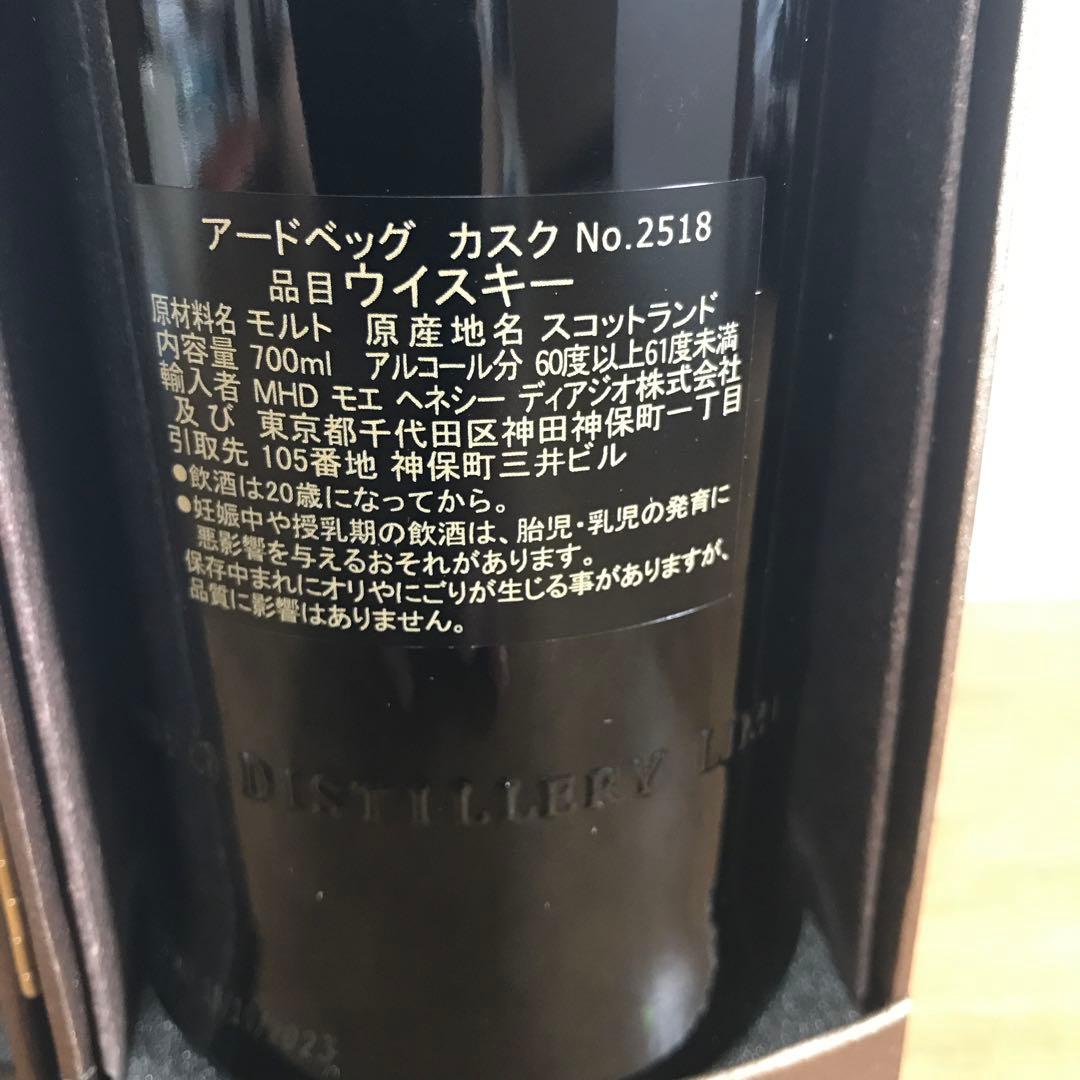 アードベッグ カスク No.2518
品目ウイスキー
原材料名 モルト 原産地名 スコットランド
内容量 700ml アルコール分 60度以上61度未満
輸入者 MHD モエ ヘネシー ディアジオ株式会社
及び 東京都千代田区神田神保町一丁目
引取先 105番地 神保町三井ビル
●飲酒は20歳になってから。
●妊娠中や授乳期の飲酒は、胎児・乳児の発育に
悪影響を与えるおそれがあります。
保存中まれにオリやにごりが生じる事がありますが、
品質に影響はありません。
DISTILLERY